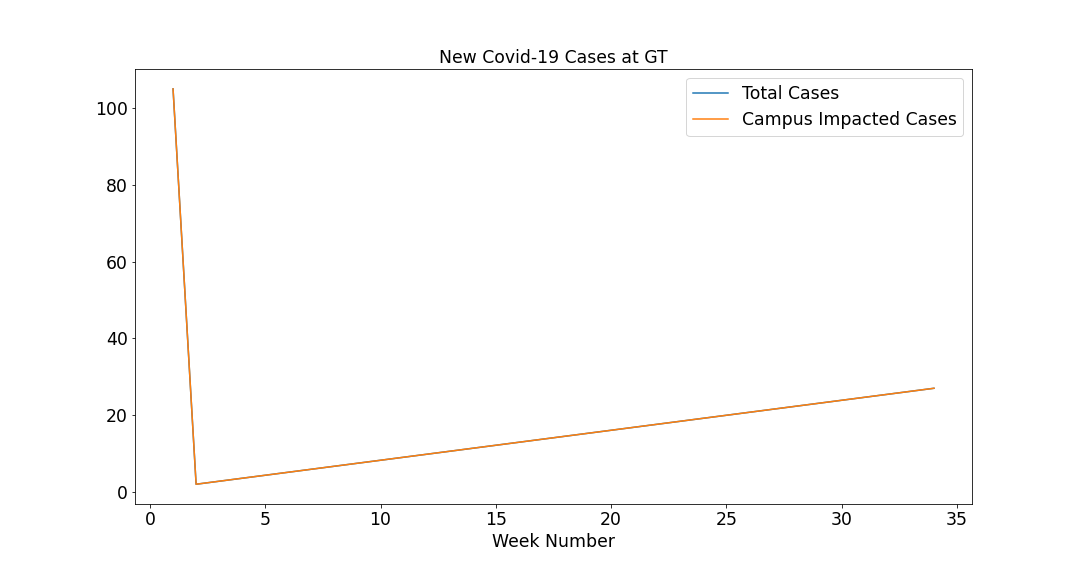 New Covid-19 Cases at GT
Total Cases
Campus Impacted Cases
100
80
60
40
20
0
0 5 10 15 20 25 30 35
Week Number